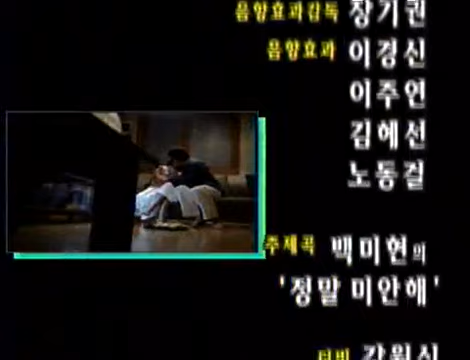 음향효과감독 장기권
음향효과 이경신
이주언
김혜선
노동걸
주제곡 백미현의
'정말 미안해'